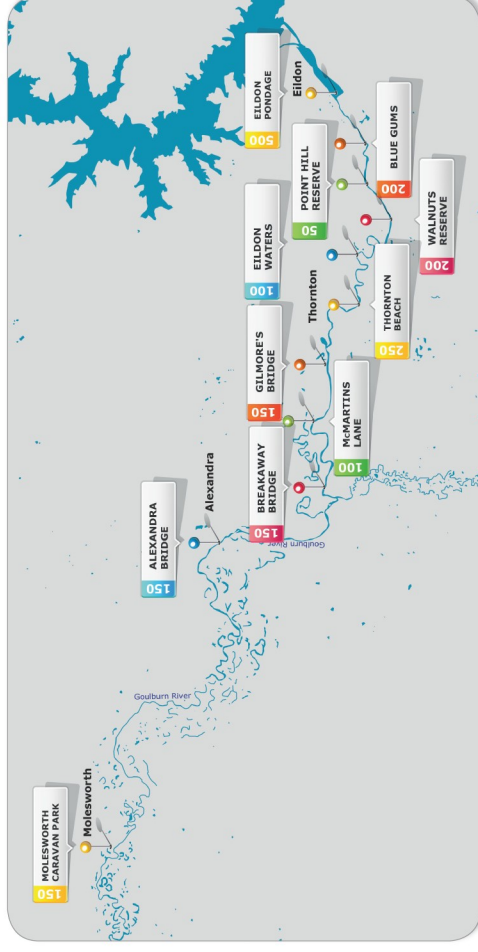 MOLESWORTH
CARAVAN PARK
150
Molesworth
Goulburn River
ALEXANDRA
BRIDGE
150
Alexandra
Goulburn River
BREAKAWAY
BRIDGE
150
McMARTINS
LANE
100
GILMORE'S
BRIDGE
150
Thornton
THORNTON
BEACH
250
EILDON
WATERS
100
WALNUTS
RESERVE
200
POINT HILL
RESERVE
50
BLUE GUMS
200
EILDON
PONDAGE
500
Eildon